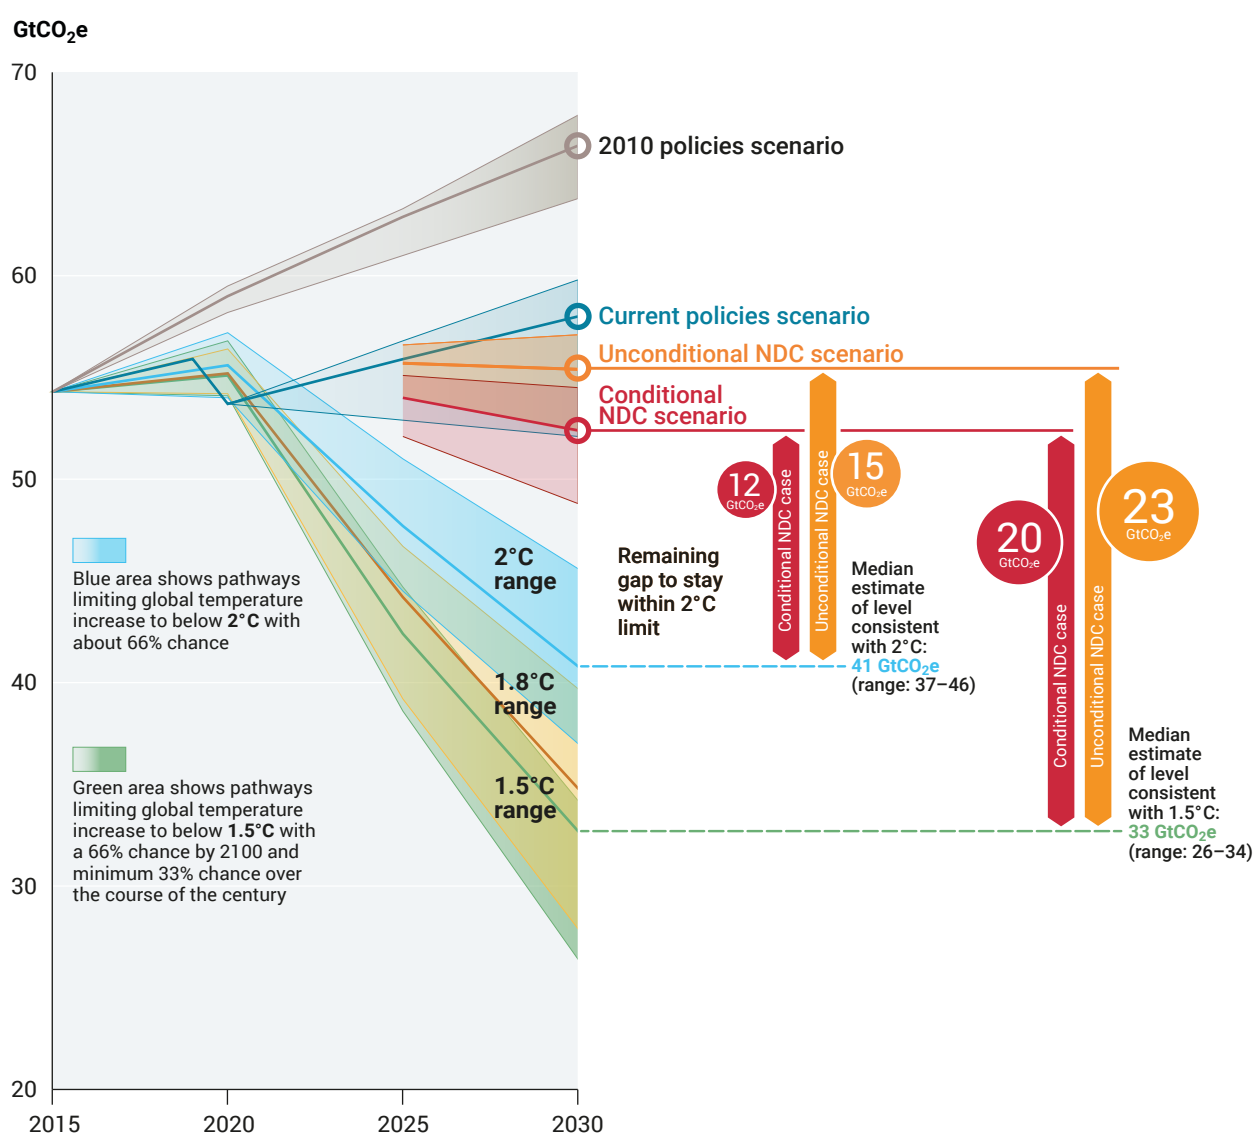 GtCO₂e
70
60
50
40
30
20
2015
2020
2025
2030
2010 policies scenario
Current policies scenario
Unconditional NDC scenario
Conditional
NDC scenario
2°C
range
1.8°C
range
1.5°C
range
Blue area shows pathways
limiting global temperature
increase to below 2°C with
about 66% chance
Green area shows pathways
limiting global temperature
increase to below 1.5°C with
a 66% chance by 2100 and
minimum 33% chance over
the course of the century
Remaining
gap to stay
within 2°C
limit
12
GtCO₂e
Conditional NDC case
Unconditional NDC case
15
GtCO₂e
Median
estimate
of level
consistent
with 2°C:
41 GtCO₂e
(range: 37–46)
20
GtCO₂e
Conditional NDC case
Unconditional NDC case
23
GtCO₂e
Median
estimate
of level
consistent
with 1.5°C:
33 GtCO₂e
(range: 26–34)